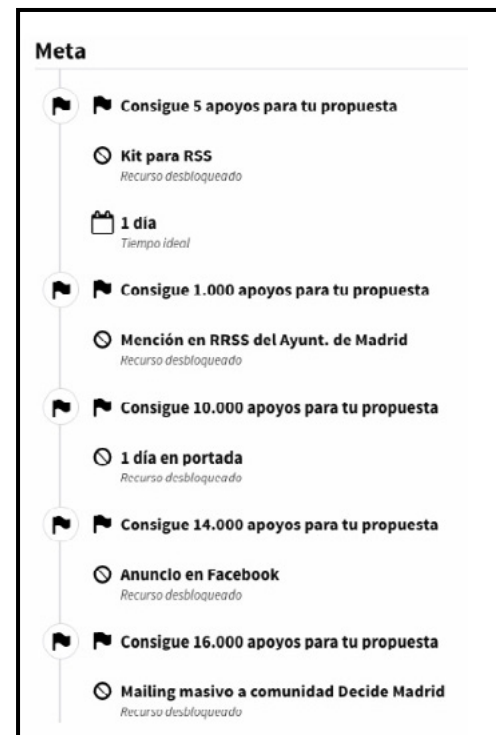 Meta
Consigue 5 apoyos para tu propuesta
Kit para RSS
Recurso desbloqueado
1 día
Tiempo ideal
Consigue 1.000 apoyos para tu propuesta
Mención en RRSS del Ayunt. de Madrid
Recurso desbloqueado
Consigue 10.000 apoyos para tu propuesta
1 día en portada
Recurso desbloqueado
Consigue 14.000 apoyos para tu propuesta
Anuncio en Facebook
Recurso desbloqueado
Consigue 16.000 apoyos para tu propuesta
Mailing masivo a comunidad Decide Madrid
Recurso desbloqueado